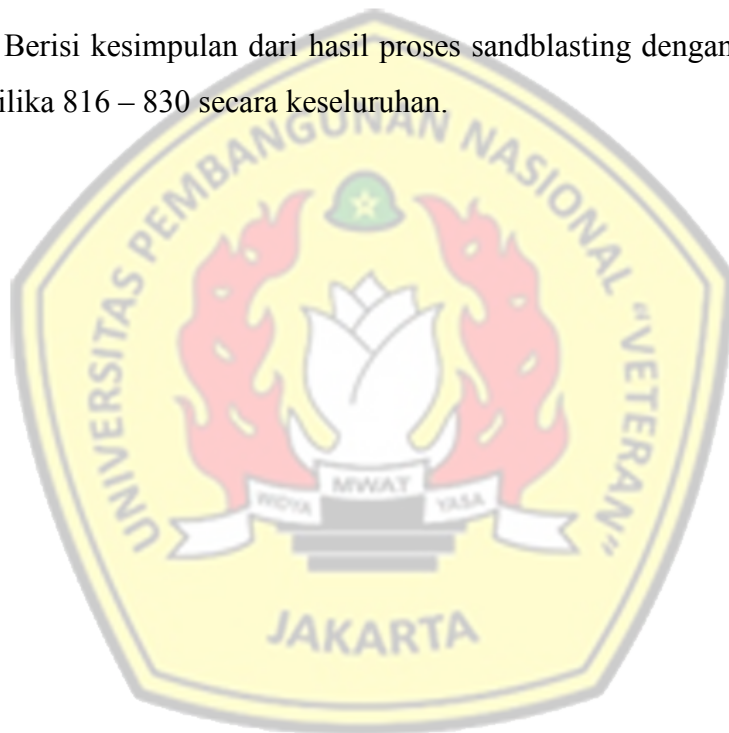 Berisi kesimpulan dari hasil proses sandblasting dengan
ilika 816 – 830 secara keseluruhan.
UNIVERSITAS PEMBANGUNAN NASIONAL "VETERAN"
WIDYA MWAT YASA
JAKARTA